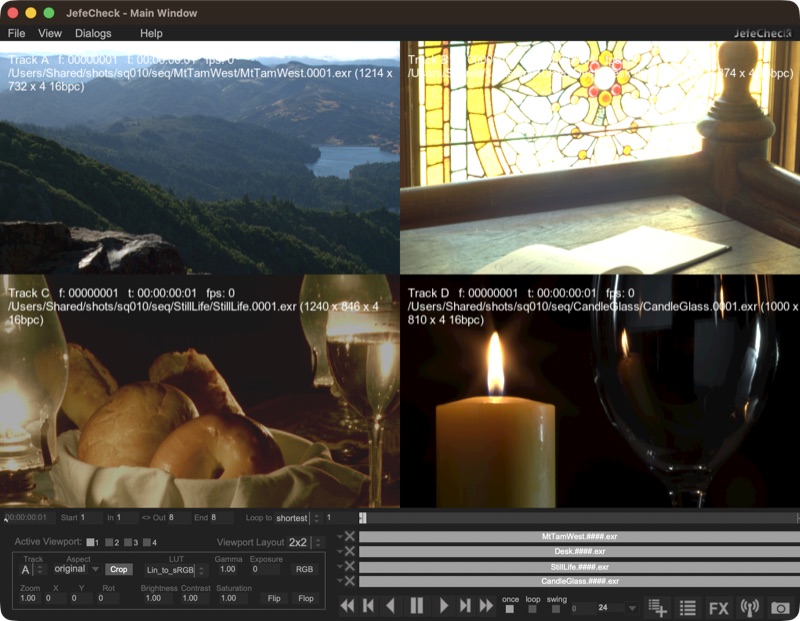 JefeCheck - Main Window
File View Dialogs Help
JefeCheck
Track A f: 00000001 t: 00:00:00:01 fps: 0
/Users/Shared/shots/sq010/seq/MtTamWest/MtTamWest.0001.exr (1214 x
732 x 4 16bpc)
Track C f: 00000001 t: 00:00:00:01 fps: 0
/Users/Shared/shots/sq010/seq/StillLife/StillLife.0001.exr (1240 x 846 x 4
16bpc)
Track D f: 00000001 t: 00:00:00:01 fps: 0
/Users/Shared/shots/sq010/seq/CandleGlass/CandleGlass.0001.exr (1000 x
810 x 4 16bpc)
00:00:00:01 Start 1 In 1 <> Out 8 End 8 Loop to shortest 1
Active Viewport: 1 2 3 4 Viewport Layout 2x2
MtTamWest.####.exr
Desk.####.exr
StillLife.####.exr
CandleGlass.####.exr
Track Aspect LUT Gamma Exposure
A original Crop Lin_to_sRGB 1.00 0 RGB
Zoom X Y Rot Brightness Contrast Saturation
1.00 0 0 0 1.00 1.00 1.00 Flip Flop
once loop swing
0 24 FX